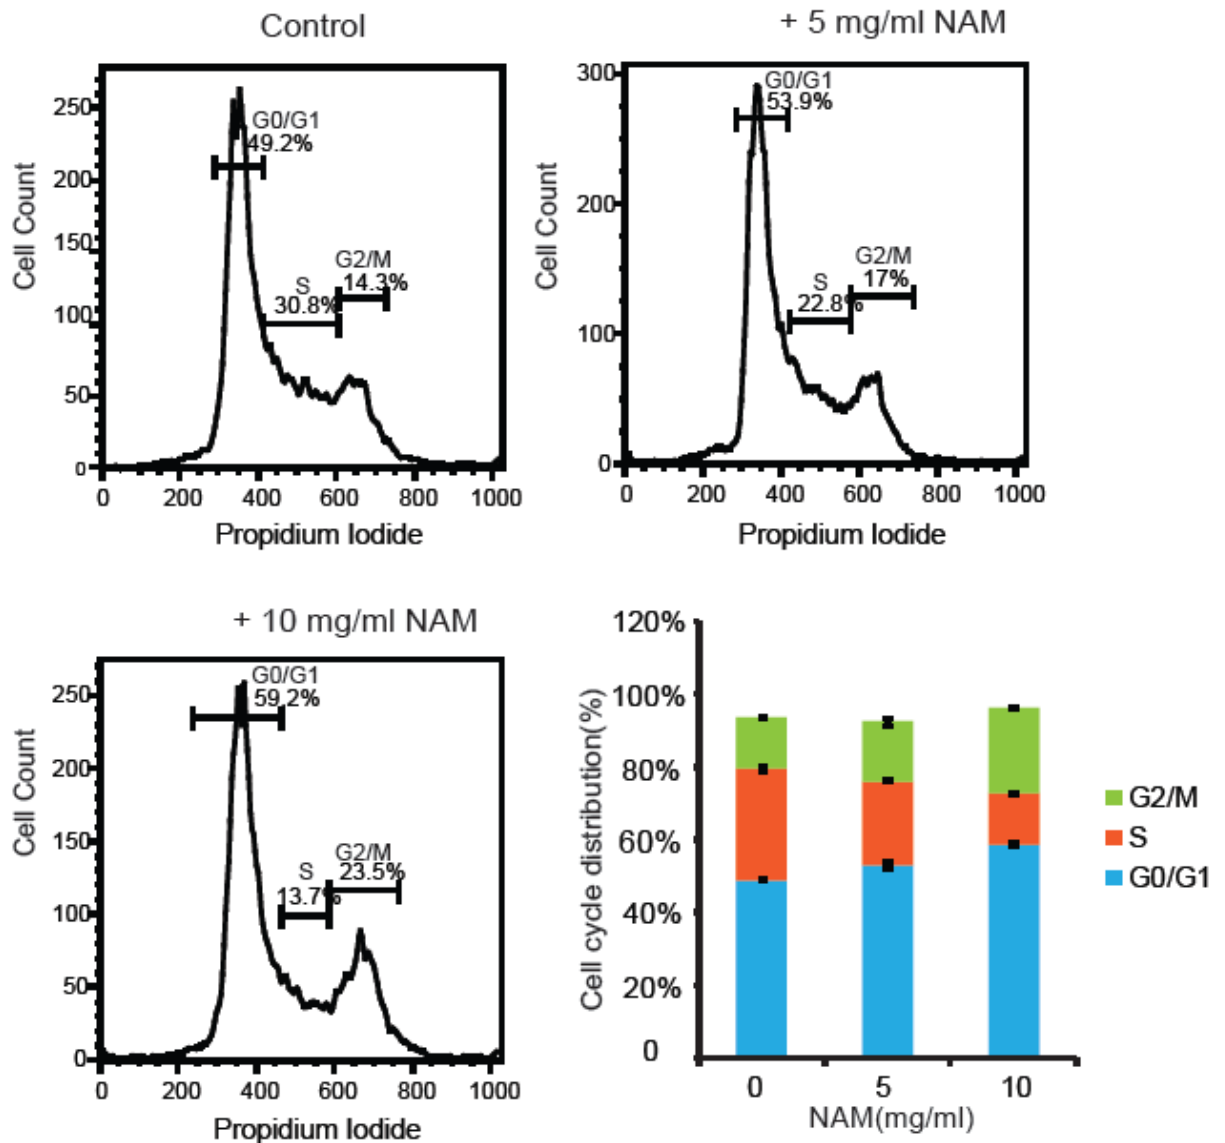 Control
250
200
150
100
50
0
Cell Count
G0/G1
49.2%
S
30.8%
G2/M
14.3%
0 200 400 600 800 1000
Propidium Iodide
+ 5 mg/ml NAM
300
200
100
0
Cell Count
G0/G1
53.9%
S
22.8%
G2/M
17%
0 200 400 600 800 1000
Propidium Iodide
+ 10 mg/ml NAM
250
200
150
100
50
0
Cell Count
G0/G1
59.2%
S
13.7%
G2/M
23.5%
0 200 400 600 800 1000
Propidium Iodide
120%
100%
80%
60%
40%
20%
0
Cell cycle distribution(%)
0 5 10
NAM(mg/ml)
G2/M
S
G0/G1